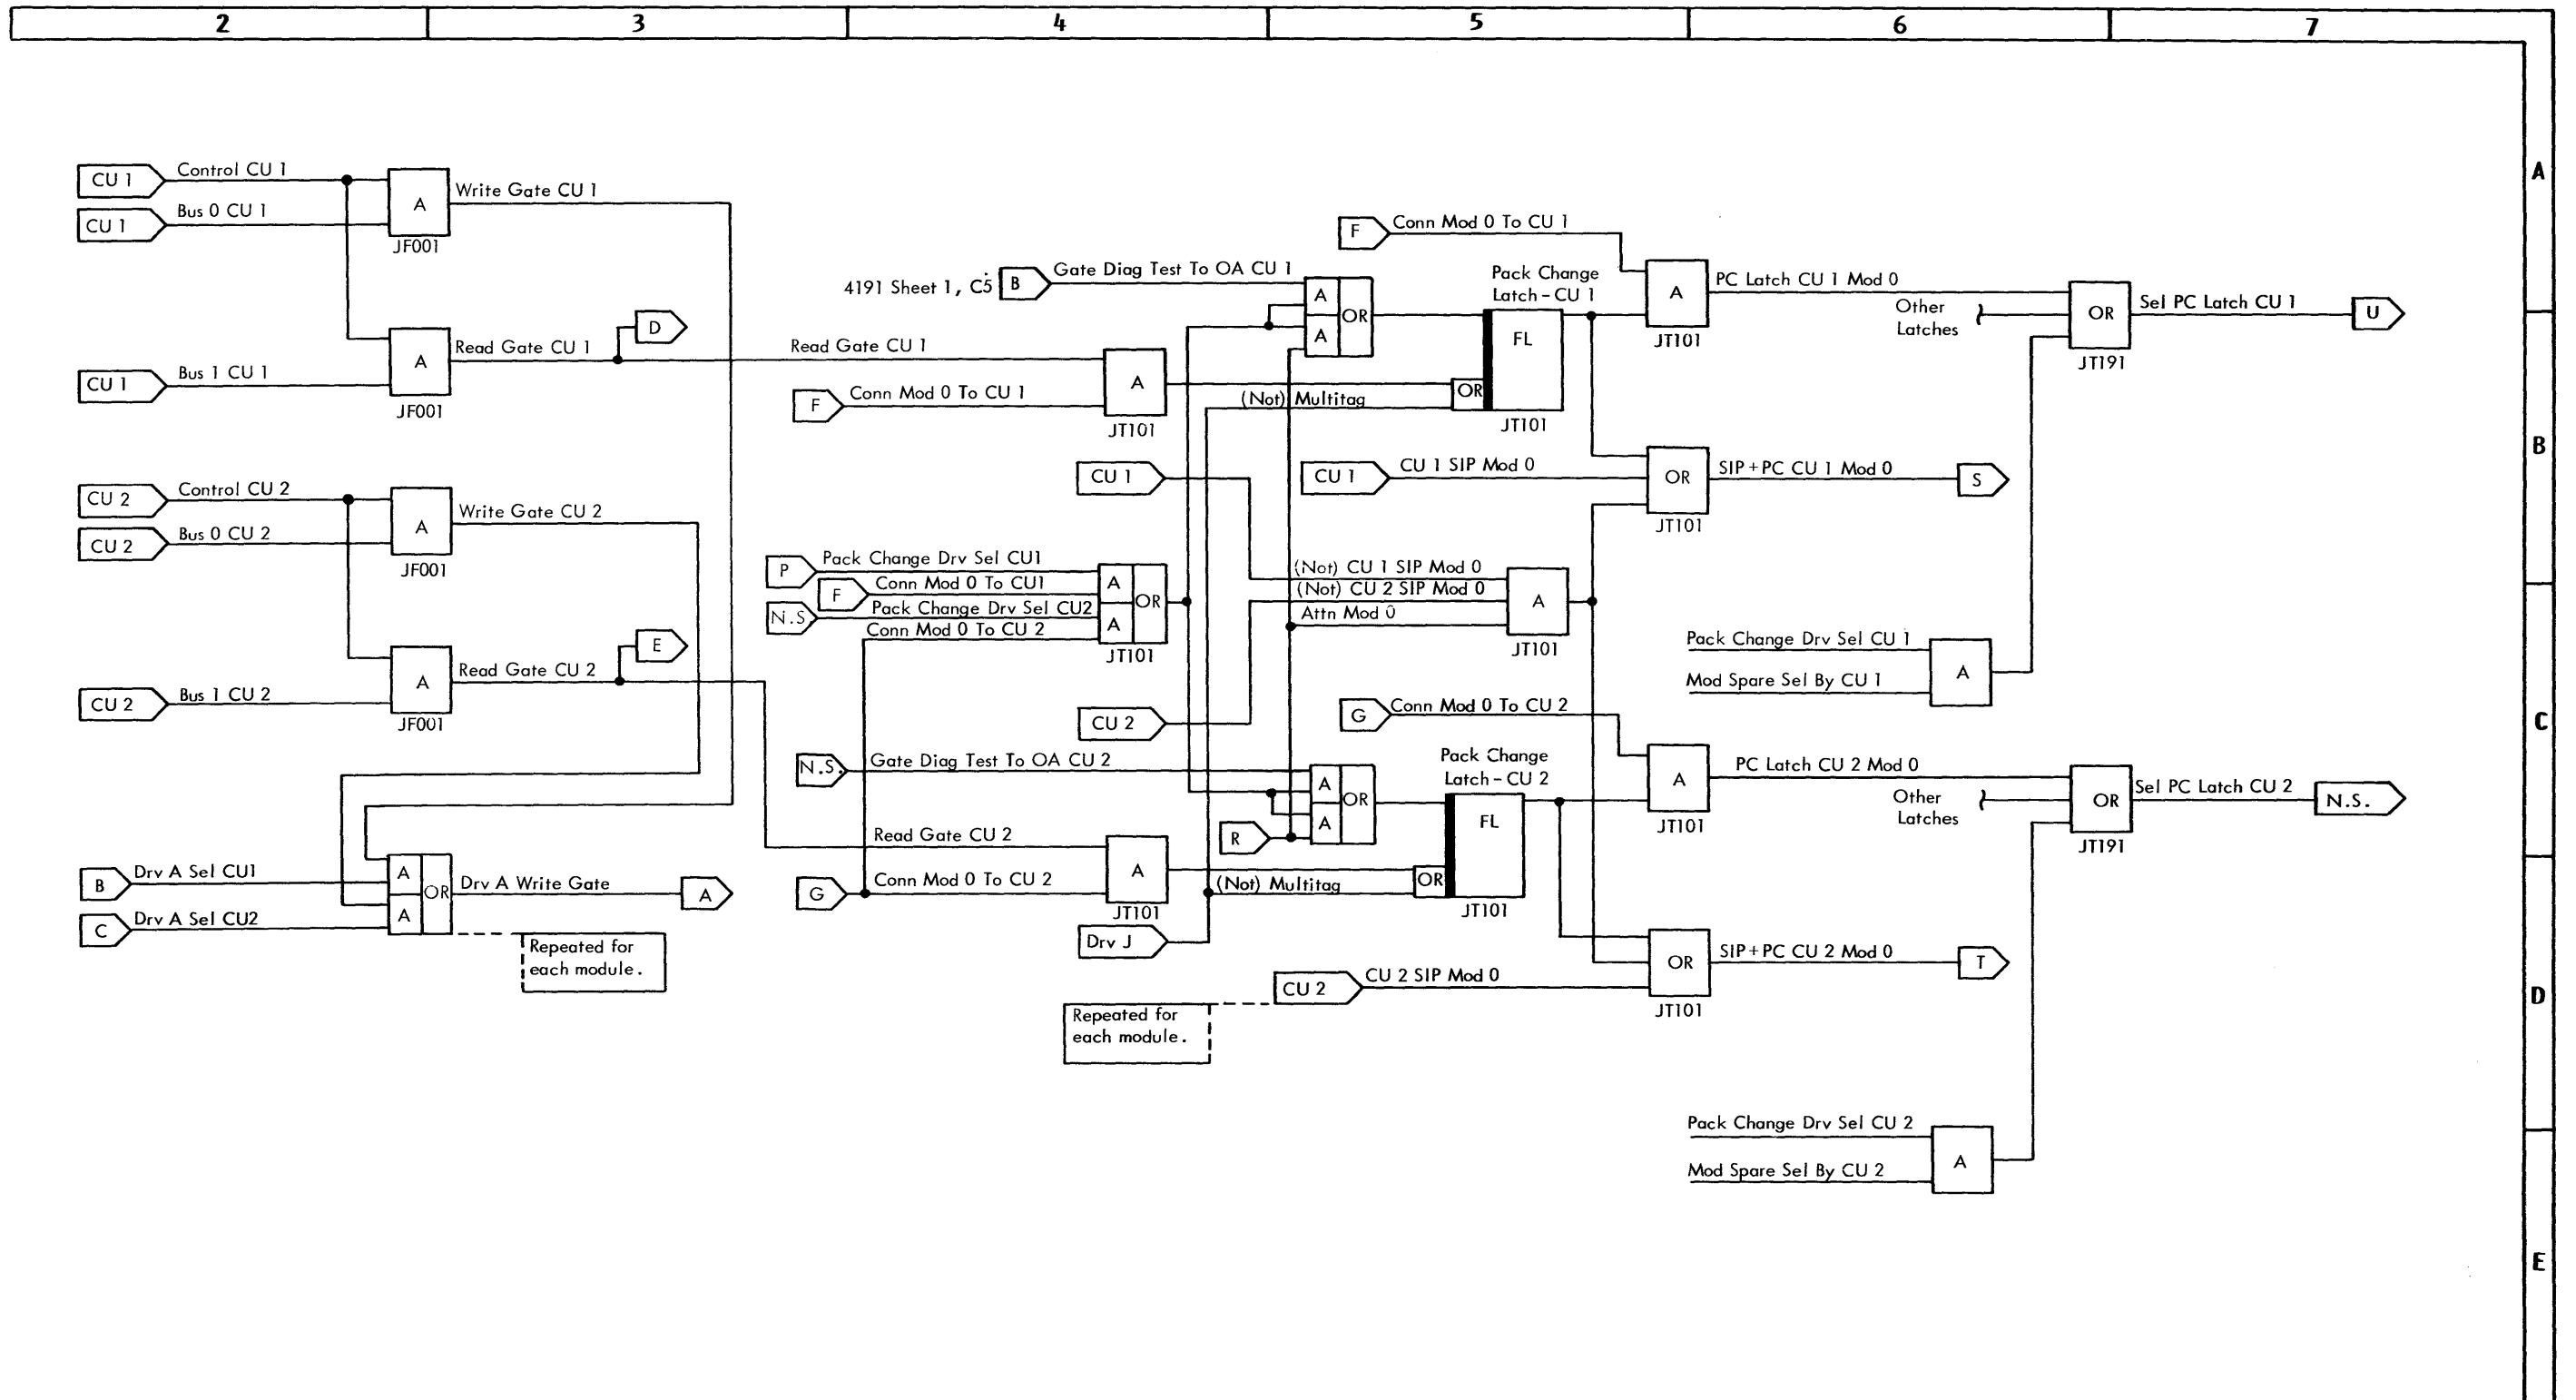 2 3 4 5 6 7
A
B
C
D
E
CU 1
Control CU 1
CU 1
Bus 0 CU 1
A
JF001
Write Gate CU 1
CU 1
Bus 1 CU 1
A
JF001
Read Gate CU 1
D
CU 2
Control CU 2
CU 2
Bus 0 CU 2
A
JF001
Write Gate CU 2
CU 2
Bus 1 CU 2
A
JF001
Read Gate CU 2
E
B
Drv A Sel CU1
C
Drv A Sel CU2
A
A
OR
Drv A Write Gate
A
Repeated for
each module.
Read Gate CU 1
F
Conn Mod 0 To CU 1
A
JT101
4191 Sheet 1, C5
B
Gate Diag Test To OA CU 1
A
A
OR
(Not) Multitag
Pack Change
Latch-CU 1
OR
FL
JT101
F
Conn Mod 0 To CU 1
A
JT101
PC Latch CU 1 Mod 0
Other
Latches
OR
JT191
Sel PC Latch CU 1
U
CU 1
CU 1
CU 1 SIP Mod 0
OR
JT101
SIP+PC CU 1 Mod 0
S
P
Pack Change Drv Sel CU1
F
Conn Mod 0 To CU1
N.S
Pack Change Drv Sel CU2
Conn Mod 0 To CU 2
A
A
OR
JT101
(Not) CU 1 SIP Mod 0
(Not) CU 2 SIP Mod 0
Attn Mod 0
A
JT101
Pack Change Drv Sel CU 1
Mod Spare Sel By CU 1
A
CU 2
G
Conn Mod 0 To CU 2
A
JT101
PC Latch CU 2 Mod 0
Other
Latches
OR
JT191
Sel PC Latch CU 2
N.S.
N.S.
Gate Diag Test To OA CU 2
R
A
A
OR
Pack Change
Latch-CU 2
OR
FL
JT101
Read Gate CU 2
G
Conn Mod 0 To CU 2
A
JT101
(Not) Multitag
Drv J
CU 2
CU 2 SIP Mod 0
OR
JT101
SIP+PC CU 2 Mod 0
T
Repeated for
each module.
Pack Change Drv Sel CU 2
Mod Spare Sel By CU 2
A